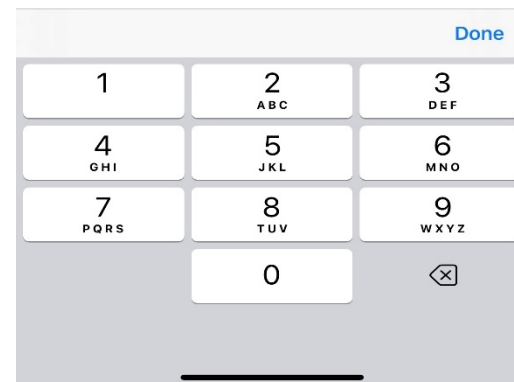 Done
1 2 3
ABC DEF
4 5 6
GHI JKL MNO
7 8 9
PQRS TUV WXYZ
0